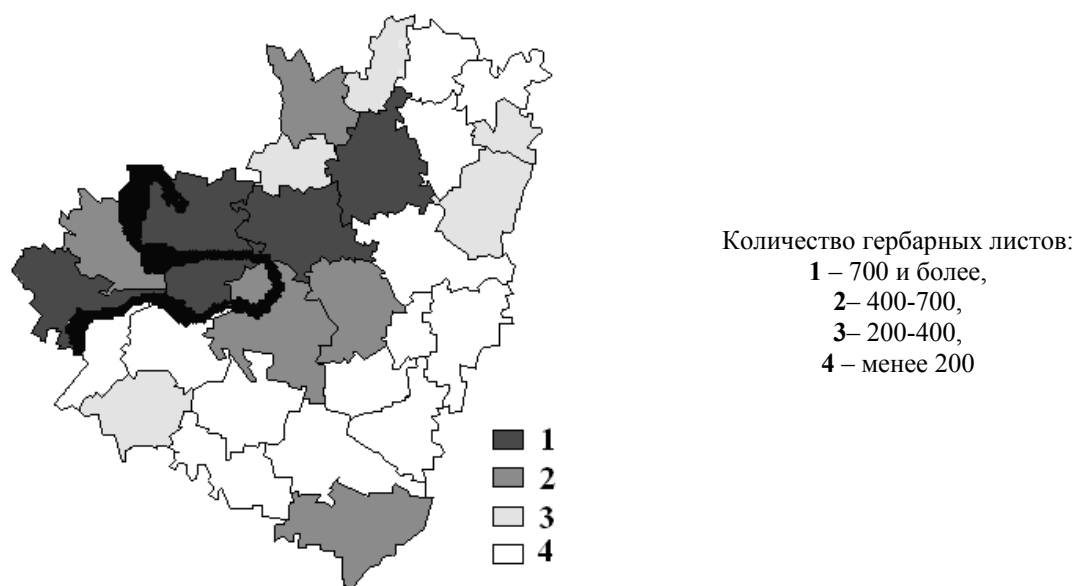 Количество гербарных листов:
1 – 700 и более,
2– 400-700,
3– 200-400,
4 – менее 200
1
2
3
4